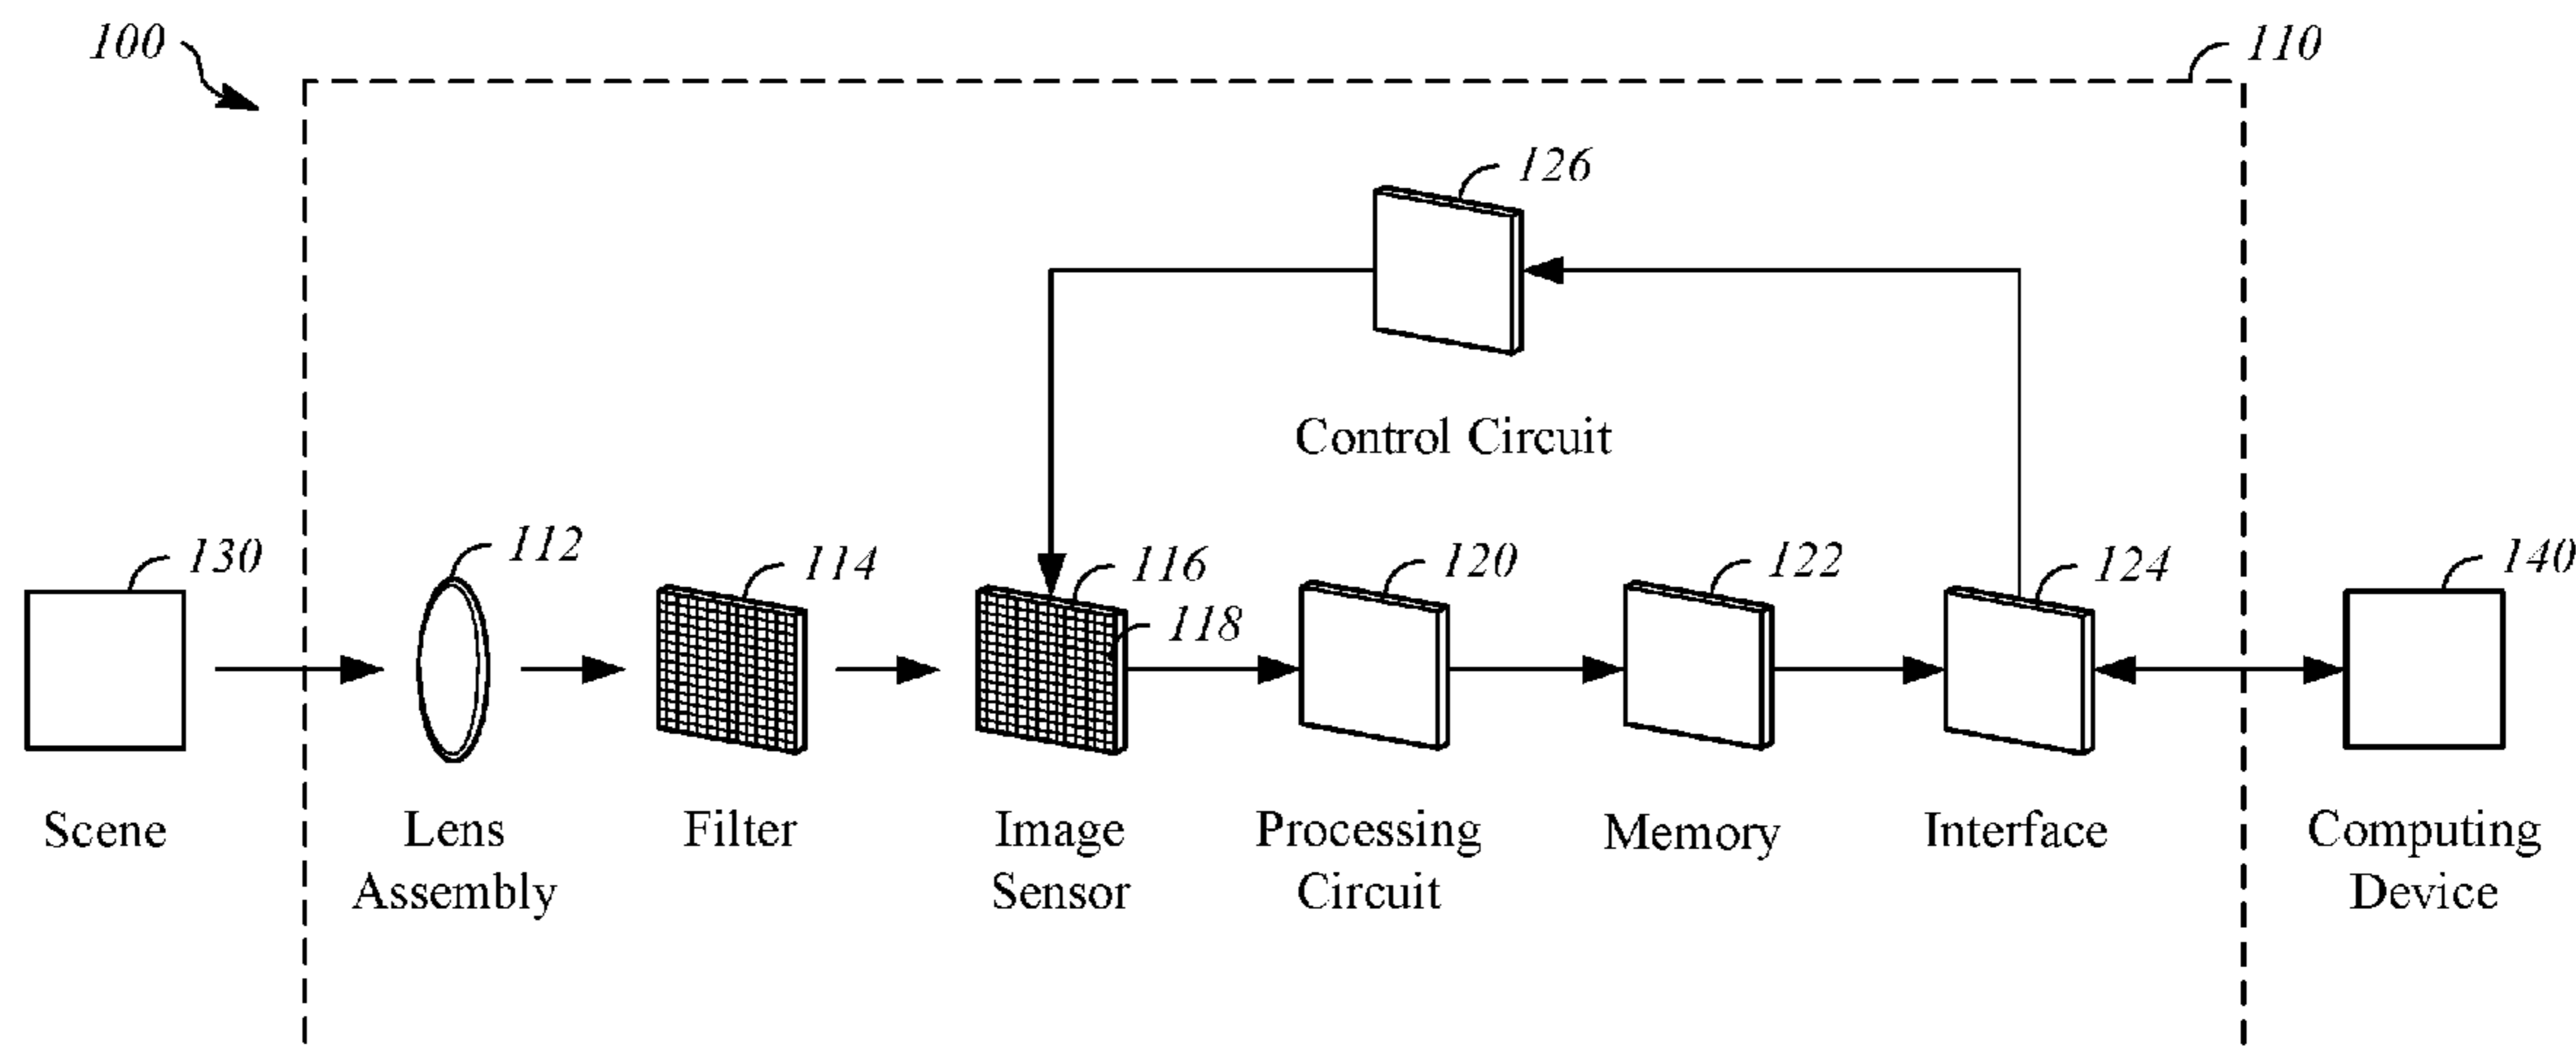 100
110
126
Control Circuit
130
112
114
116
118
120
122
124
140
Scene
Lens
Assembly
Filter
Image
Sensor
Processing
Circuit
Memory
Interface
Computing
Device